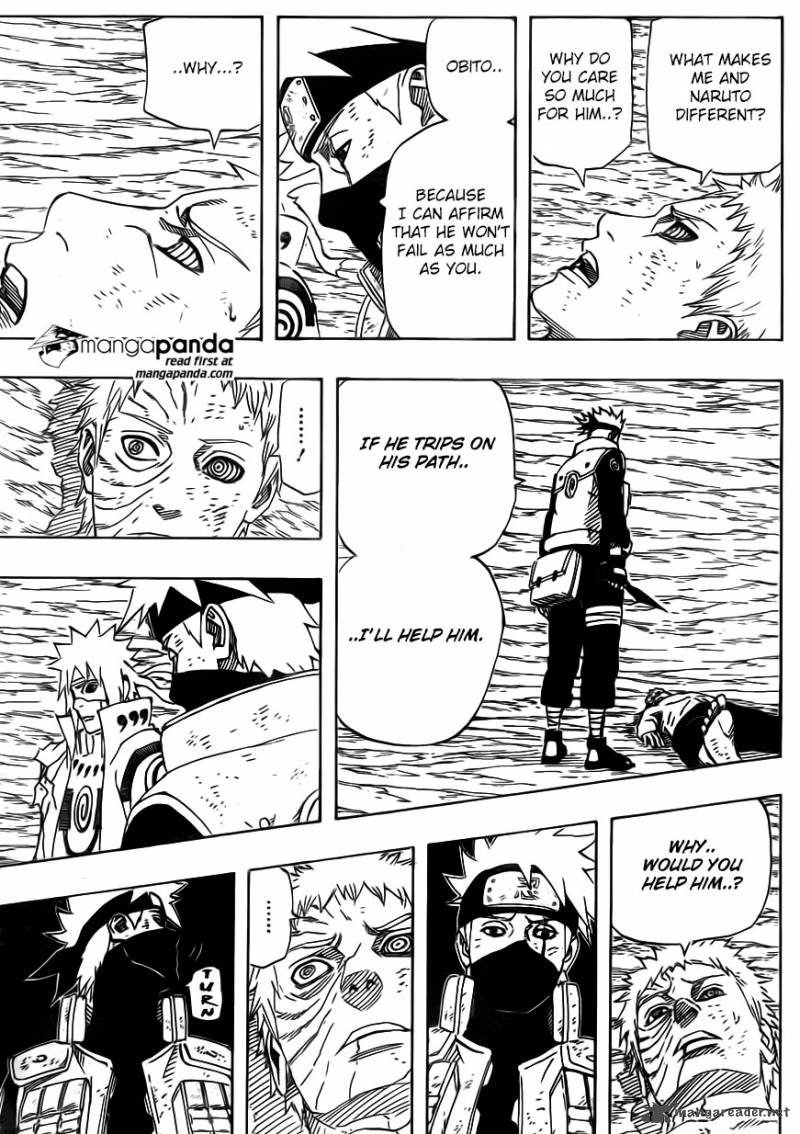 WHAT MAKES
ME AND
NARUTO
DIFFERENT?
WHY DO
YOU CARE
SO MUCH
FOR HIM..?
OBITO..
BECAUSE
I CAN AFFIRM
THAT HE WON'T
FAIL AS MUCH
AS YOU.
..WHY...?
mangapanda
read first at
mangapanda.com
IF HE TRIPS ON
HIS PATH..
..I'LL HELP HIM.
.......!
WHY..
WOULD YOU
HELP HIM..?
.......
TURN
mangareader.net